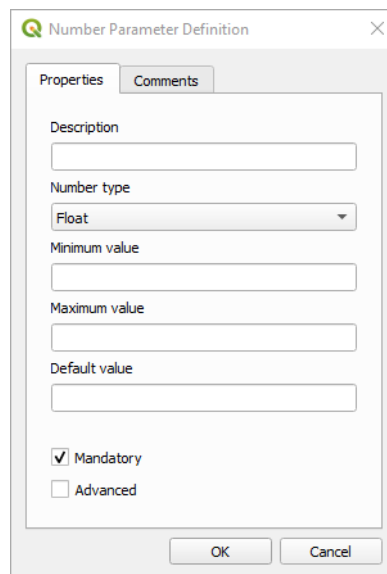 Number Parameter Definition
Properties Comments
Description
Number type
Float
Minimum value
Maximum value
Default value
Mandatory
Advanced
OK Cancel